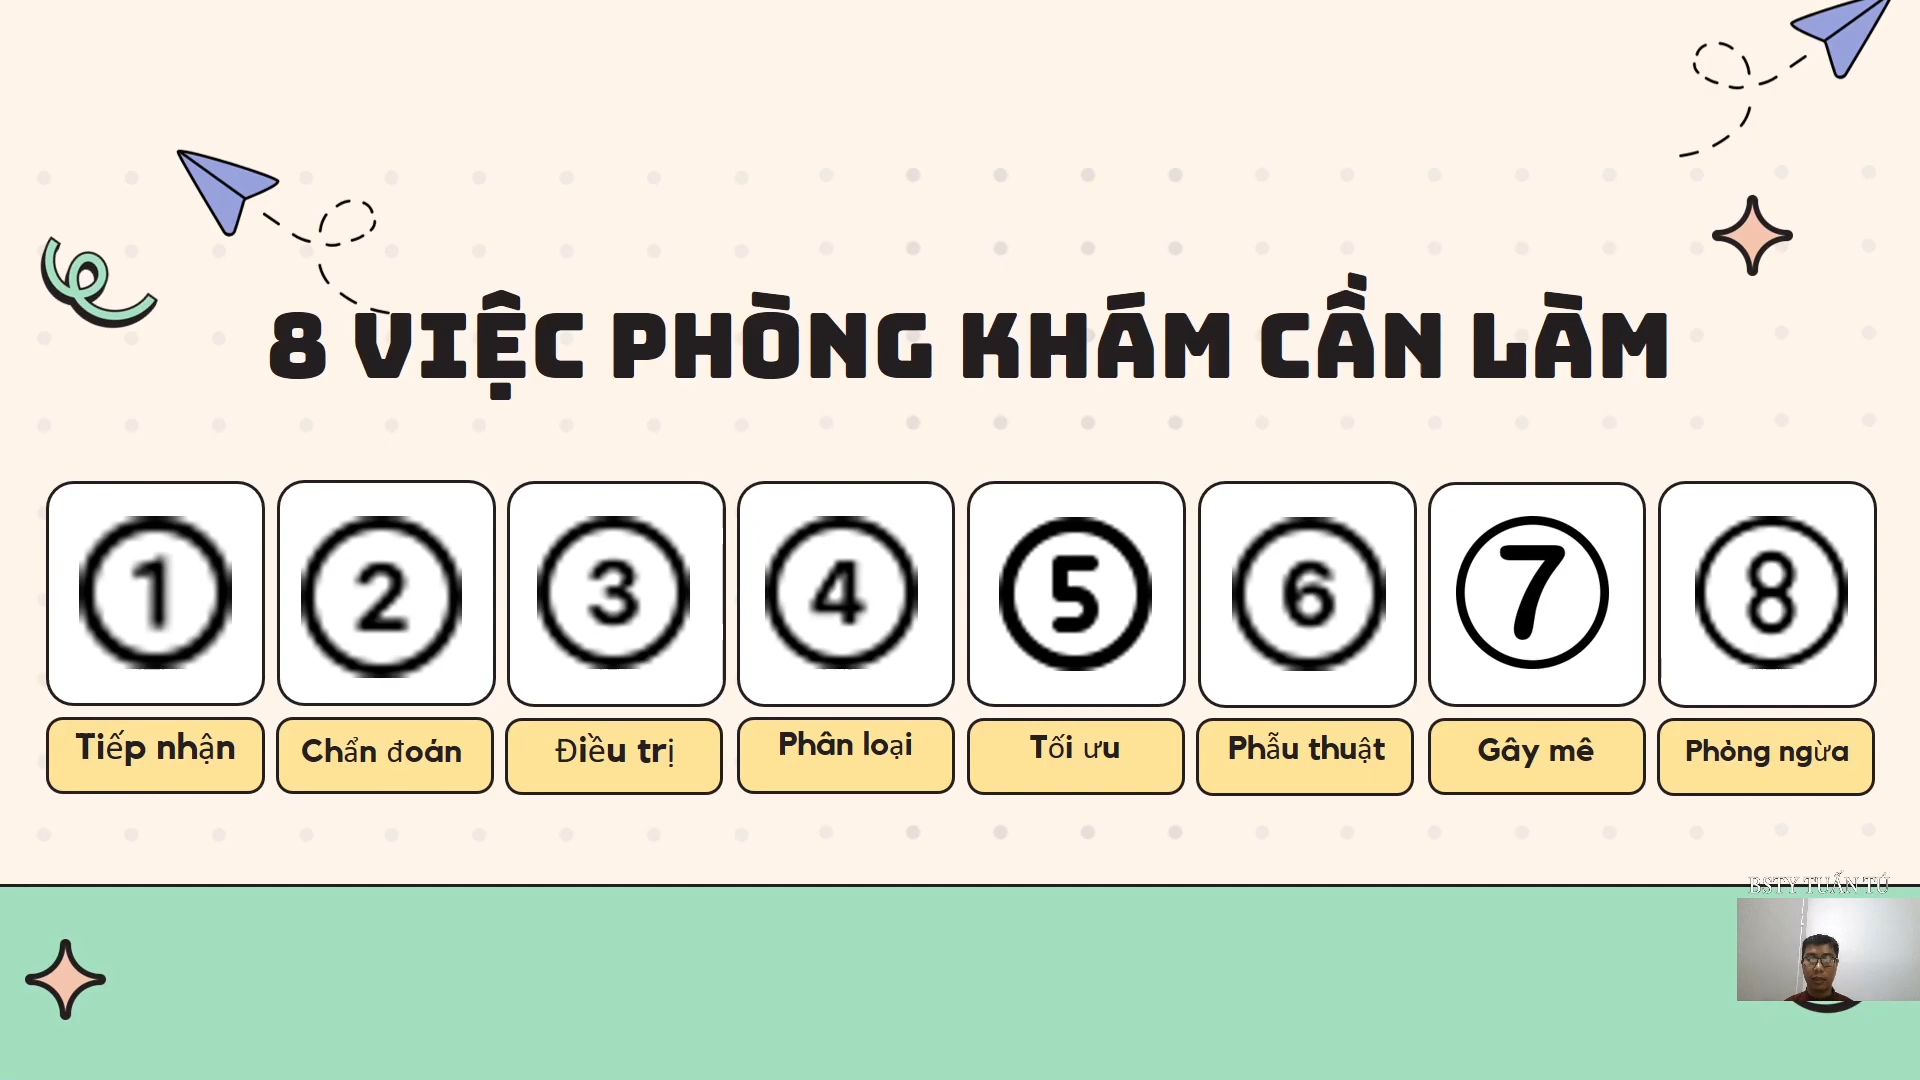 8 VIỆC PHÒNG KHÁM CẦN LÀM
1 2 3 4 5 6 7 8
Tiếp nhận Chẩn đoán Điều trị Phân loại Tối ưu Phẫu thuật Gây mê Phòng ngừa
BSTY TUẤN TÚ